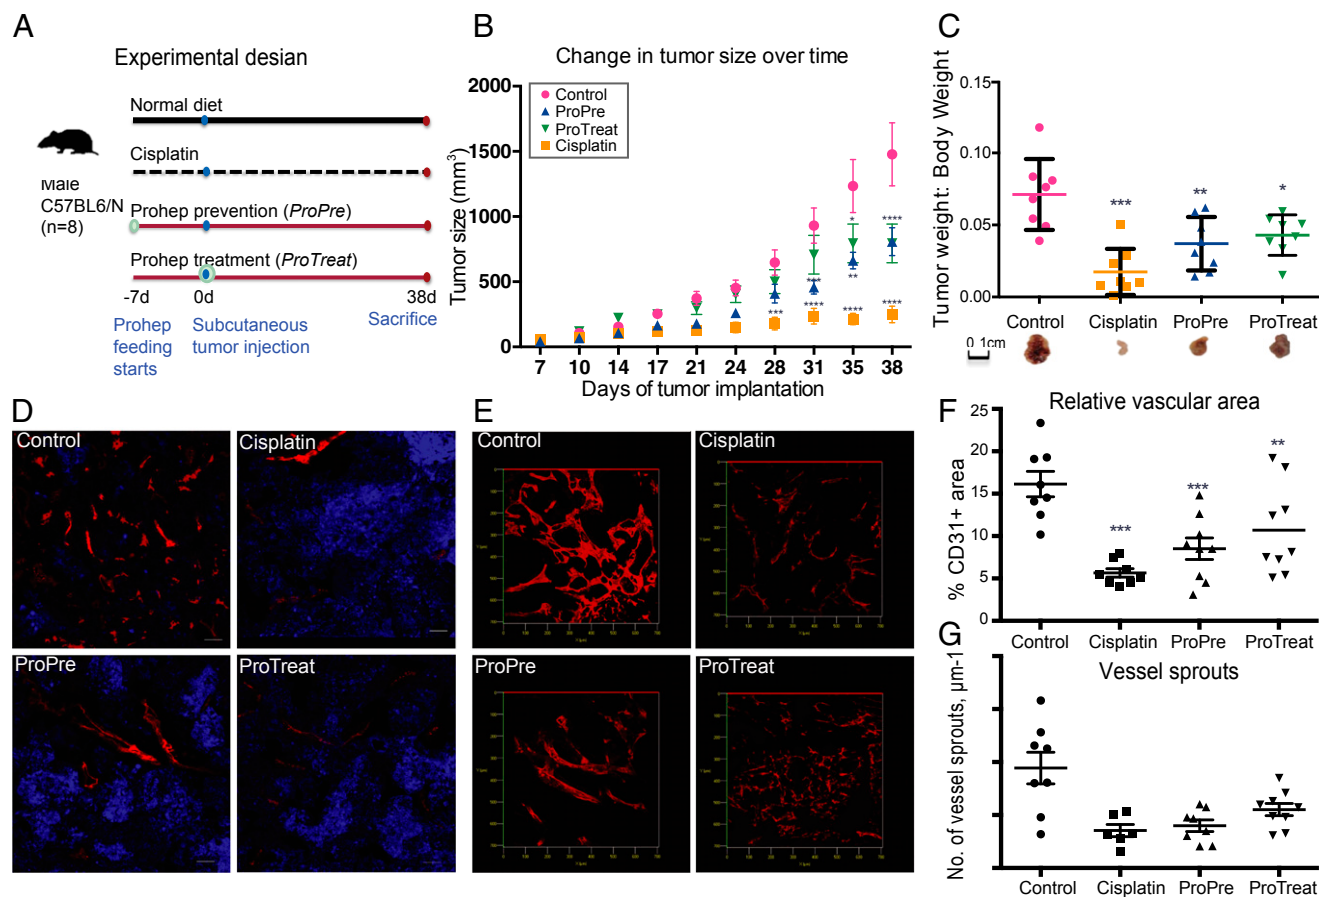 A
Experimental desian
Normal diet
Cisplatin
Male
C57BL6/N
(n=8)
Prohep prevention (ProPre)
Prohep treatment (ProTreat)
-7d 0d 38d
Prohep
feeding
starts
Subcutaneous
tumor injection
Sacrifice
B
Change in tumor size over time
Tumor size (mm³)
2000
1500
1000
500
0
Control
ProPre
ProTreat
Cisplatin
*** *** **** * ** **** **** ****
7 10 14 17 21 24 28 31 35 38
Days of tumor implantation
C
Tumor weight: Body Weight
0.15
0.10
0.05
0.00
*** ** *
Control Cisplatin ProPre ProTreat
0.1cm
D
Control
Cisplatin
ProPre
ProTreat
E
Control
Cisplatin
ProPre
ProTreat
F
Relative vascular area
% CD31+ area
25
20
15
10
5
0
*** *** **
Control Cisplatin ProPre ProTreat
G
Vessel sprouts
No. of vessel sprouts, µm-1
Control Cisplatin ProPre ProTreat